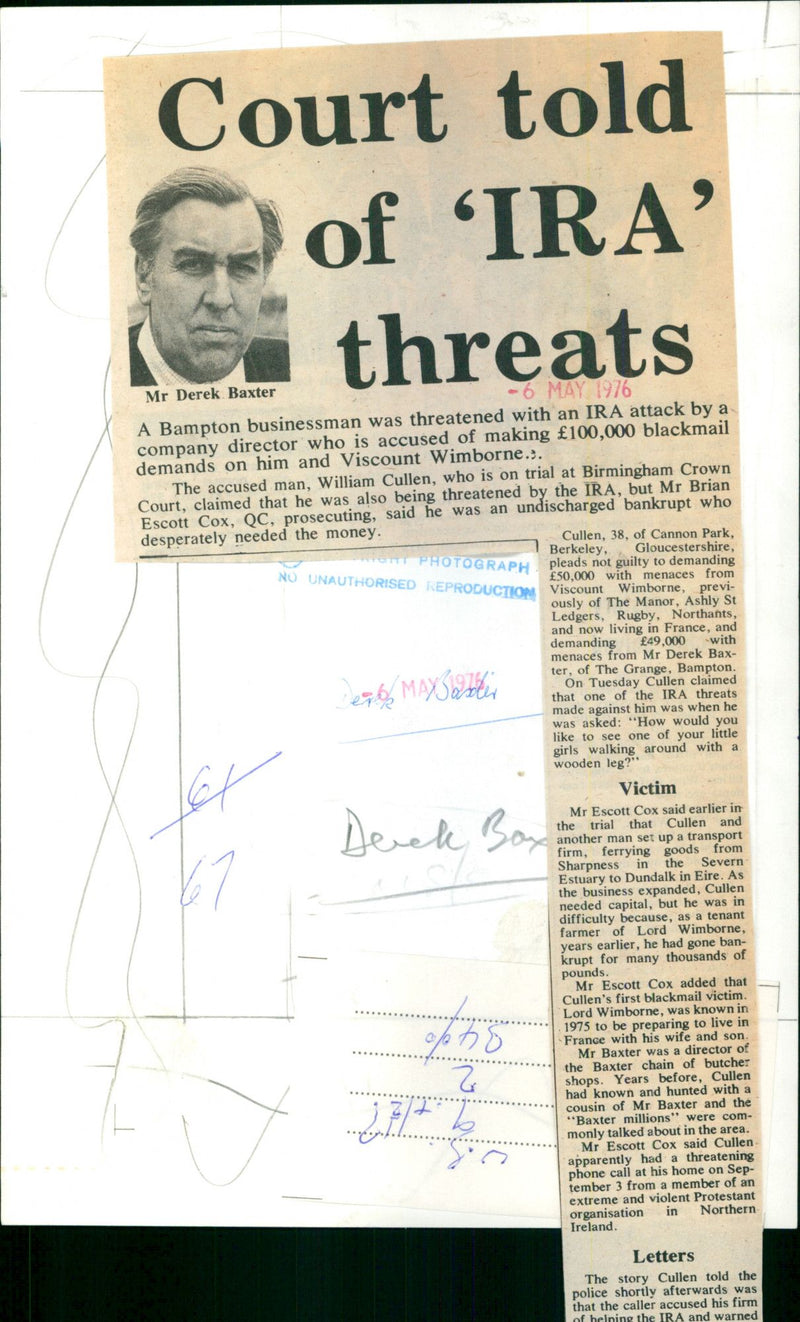 Court told
of ‘IRA’
threats
Mr Derek Baxter
-6 MAY 1976
A Bampton businessman was threatened with an IRA attack by a
company director who is accused of making £100,000 blackmail
demands on him and Viscount Wimborne.
The accused man, William Cullen, who is on trial at Birmingham Crown
Court, claimed that he was also being threatened by the IRA, but Mr Brian
Escott Cox, QC, prosecuting, said he was an undischarged bankrupt who
desperately needed the money.
Cullen, 38, of Cannon Park,
Berkeley, Gloucestershire,
pleads not guilty to demanding
£50,000 with menaces from
Viscount Wimborne, previ-
ously of The Manor, Ashly St
Ledgers, Rugby, Northants,
and now living in France, and
demanding £49,000 with
menaces from Mr Derek Bax-
ter, of The Grange, Bampton.
On Tuesday Cullen claimed
that one of the IRA threats
made against him was when he
was asked: “How would you
like to see one of your little
girls walking around with a
wooden leg?”
Victim
Mr Escott Cox said earlier in
the trial that Cullen and
another man set up a transport
firm, ferrying goods from
Sharpness in the Severn
Estuary to Dundalk in Eire. As
the business expanded, Cullen
needed capital, but he was in
difficulty because, as a tenant
farmer of Lord Wimborne,
years earlier, he had gone ban-
krupt for many thousands of
pounds.
Mr Escott Cox added that
Cullen's first blackmail victim.
Lord Wimborne, was known in
1975 to be preparing to live in
France with his wife and son.
Mr Baxter was a director of
the Baxter chain of butcher
shops. Years before, Cullen
had known and hunted with a
cousin of Mr Baxter and the
“Baxter millions” were com-
monly talked about in the area.
Mr Escott Cox said Cullen
apparently had a threatening
phone call at his home on Sep-
tember 3 from a member of an
extreme and violent Protestant
organisation in Northern
Ireland.
Letters
The story Cullen told the
police shortly afterwards was
that the caller accused his firm
of helping the IRA and warned
PHOTOGRAPH
NO UNAUTHORISED REPRODUCTION
-6 MAY 1976
Derek Baxter
61
67
Derek Bax